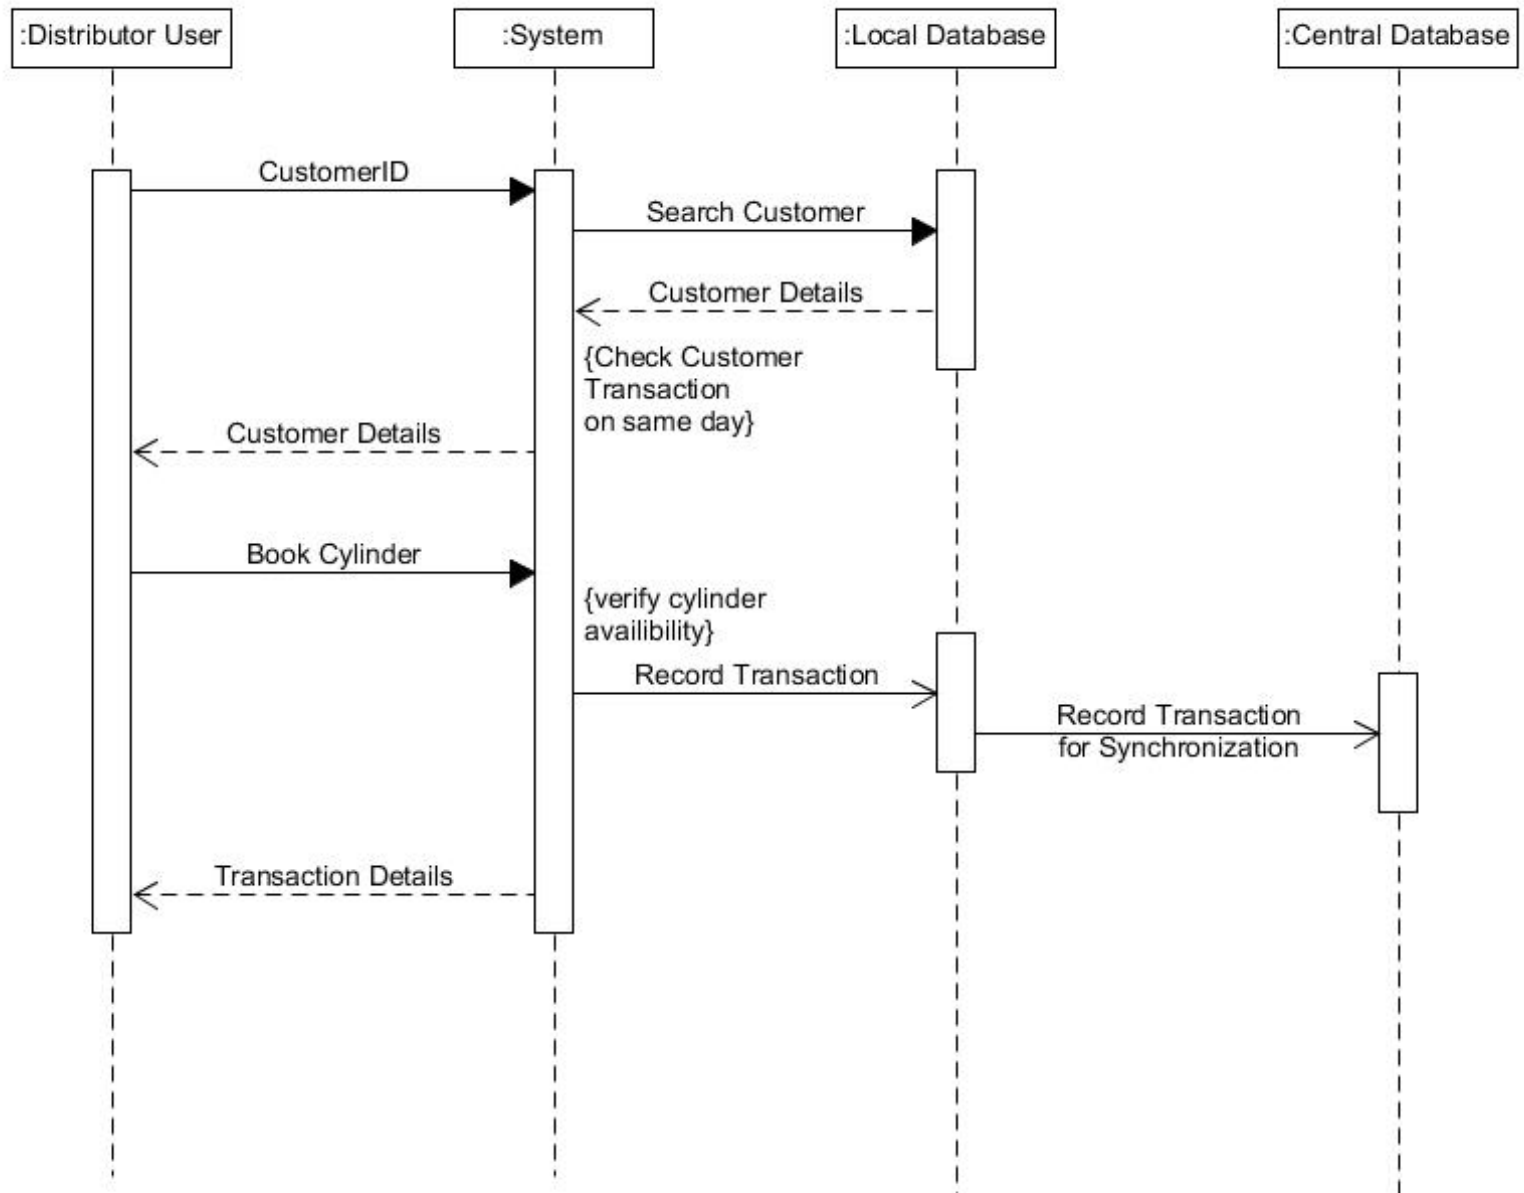 :Distributor User
:System
:Local Database
:Central Database
CustomerID
Search Customer
Customer Details
{Check Customer
Transaction
on same day}
Customer Details
Book Cylinder
{verify cylinder
availibility}
Record Transaction
Record Transaction
for Synchronization
Transaction Details